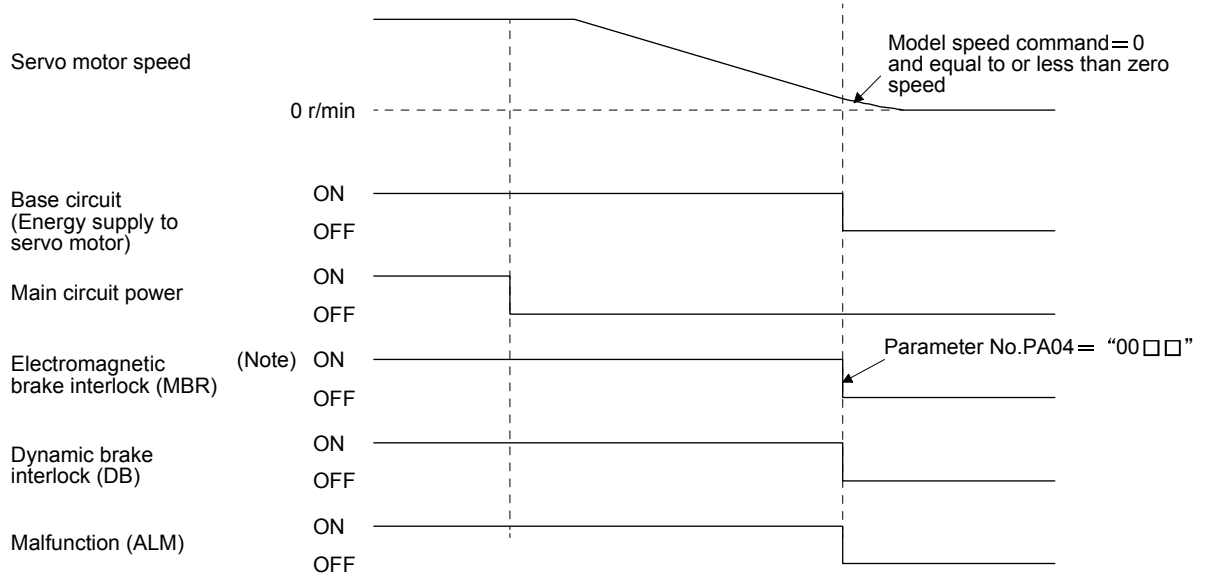 Servo motor speed
0 r/min
Model speed command＝0
and equal to or less than zero
speed
Base circuit
(Energy supply to
servo motor)
ON
OFF
Main circuit power
ON
OFF
Electromagnetic
brake interlock (MBR)
(Note)
ON
OFF
Parameter No.PA04＝ “00□□”
Dynamic brake
interlock (DB)
ON
OFF
Malfunction (ALM)
ON
OFF